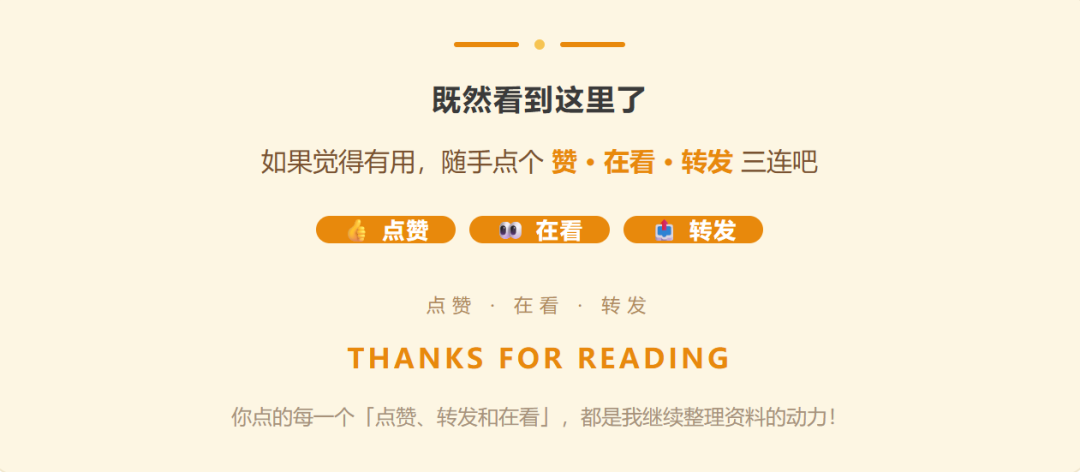 既然看到这里了
如果觉得有用，随手点个 赞·在看·转发 三连吧
👍 点赞 👀 在看 📤 转发
点赞 · 在看 · 转发
THANKS FOR READING
你点的每一个「点赞、转发和在看」，都是我继续整理资料的动力！